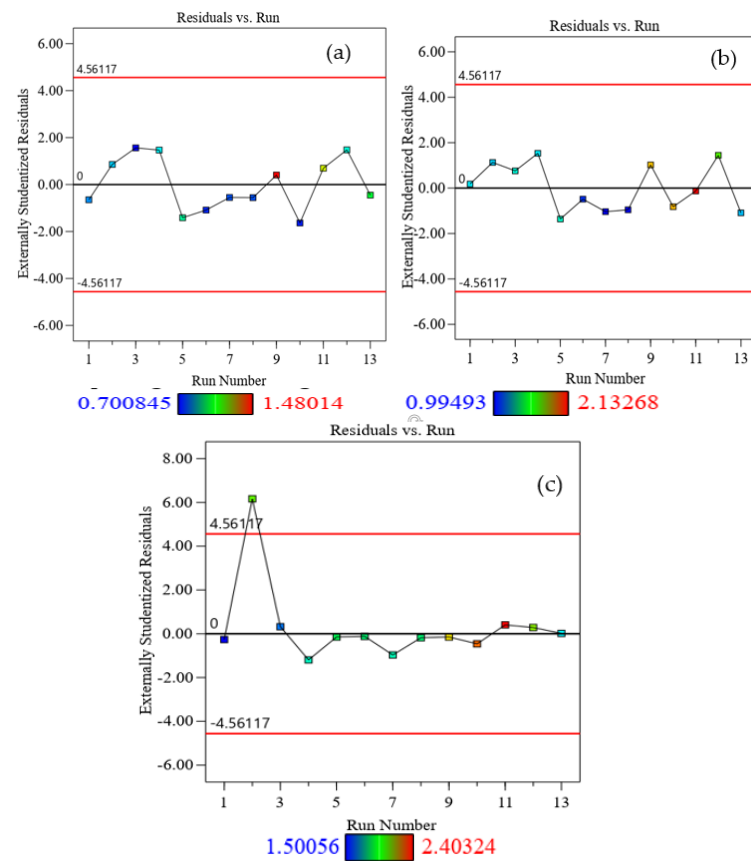 Residuals vs. Run
(a)
6.00
4.56117
4.00
2.00
0
0.00
-2.00
-4.00
-4.56117
-6.00
Externally Studentized Residuals
1 3 5 7 9 11 13
Run Number
0.700845 1.48014
Residuals vs. Run
(b)
6.00
4.56117
4.00
2.00
0
0.00
-2.00
-4.00
-4.56117
-6.00
Externally Studentized Residuals
1 3 5 7 9 11 13
Run Number
0.99493 2.13268
Residuals vs. Run
(c)
8.00
6.00
4.56117
4.00
2.00
0
0.00
-2.00
-4.00
-4.56117
-6.00
Externally Studentized Residuals
1 3 5 7 9 11 13
Run Number
1.50056 2.40324